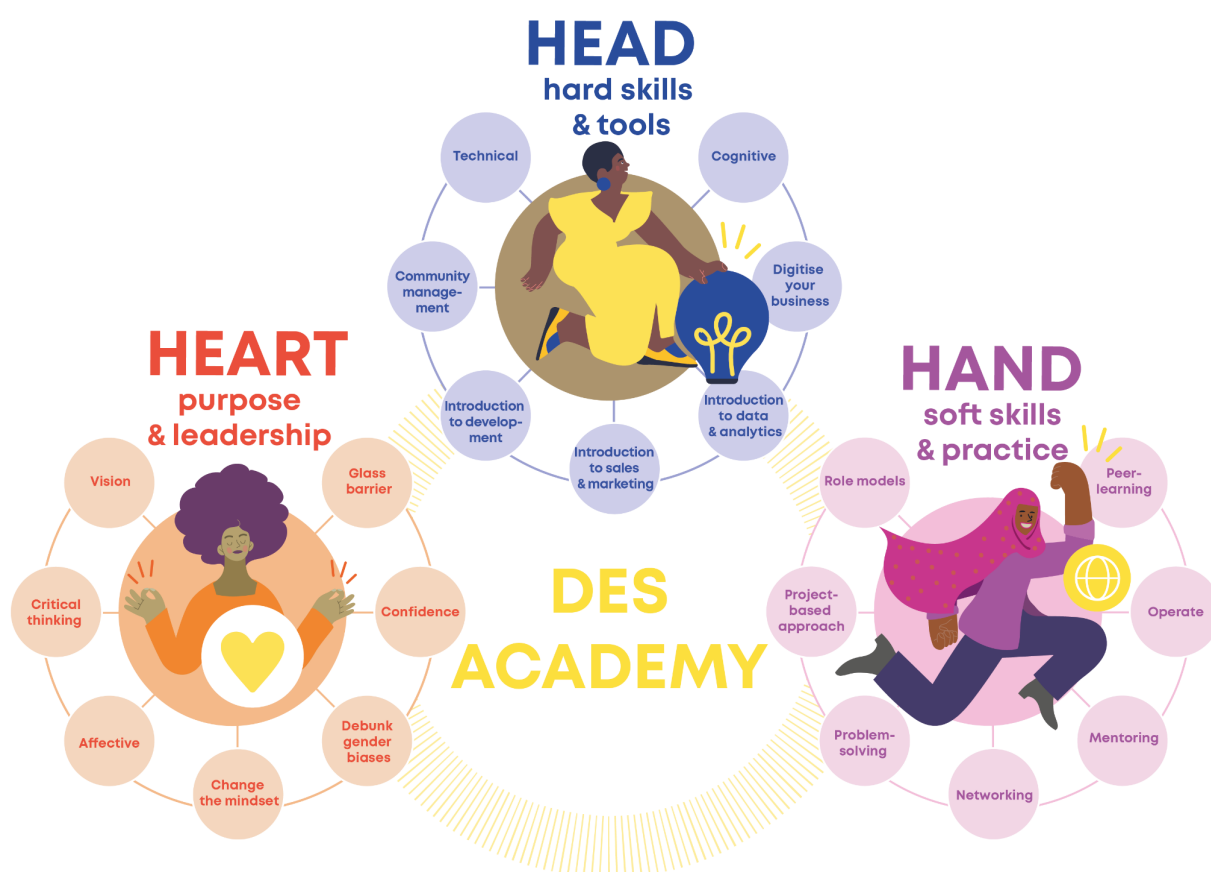 HEAD
hard skills
& tools
Technical
Cognitive
Community
manage-
ment
Digitise
your
business
Introduction
to develop-
ment
Introduction
to sales
& marketing
Introduction
to data
& analytics
HEART
purpose
& leadership
Vision
Glass
barrier
Critical
thinking
Confidence
Affective
Change
the mindset
Debunk
gender
biases
DES
ACADEMY
HAND
soft skills
& practice
Role models
Peer-
learning
Project-
based
approach
Operate
Problem-
solving
Networking
Mentoring